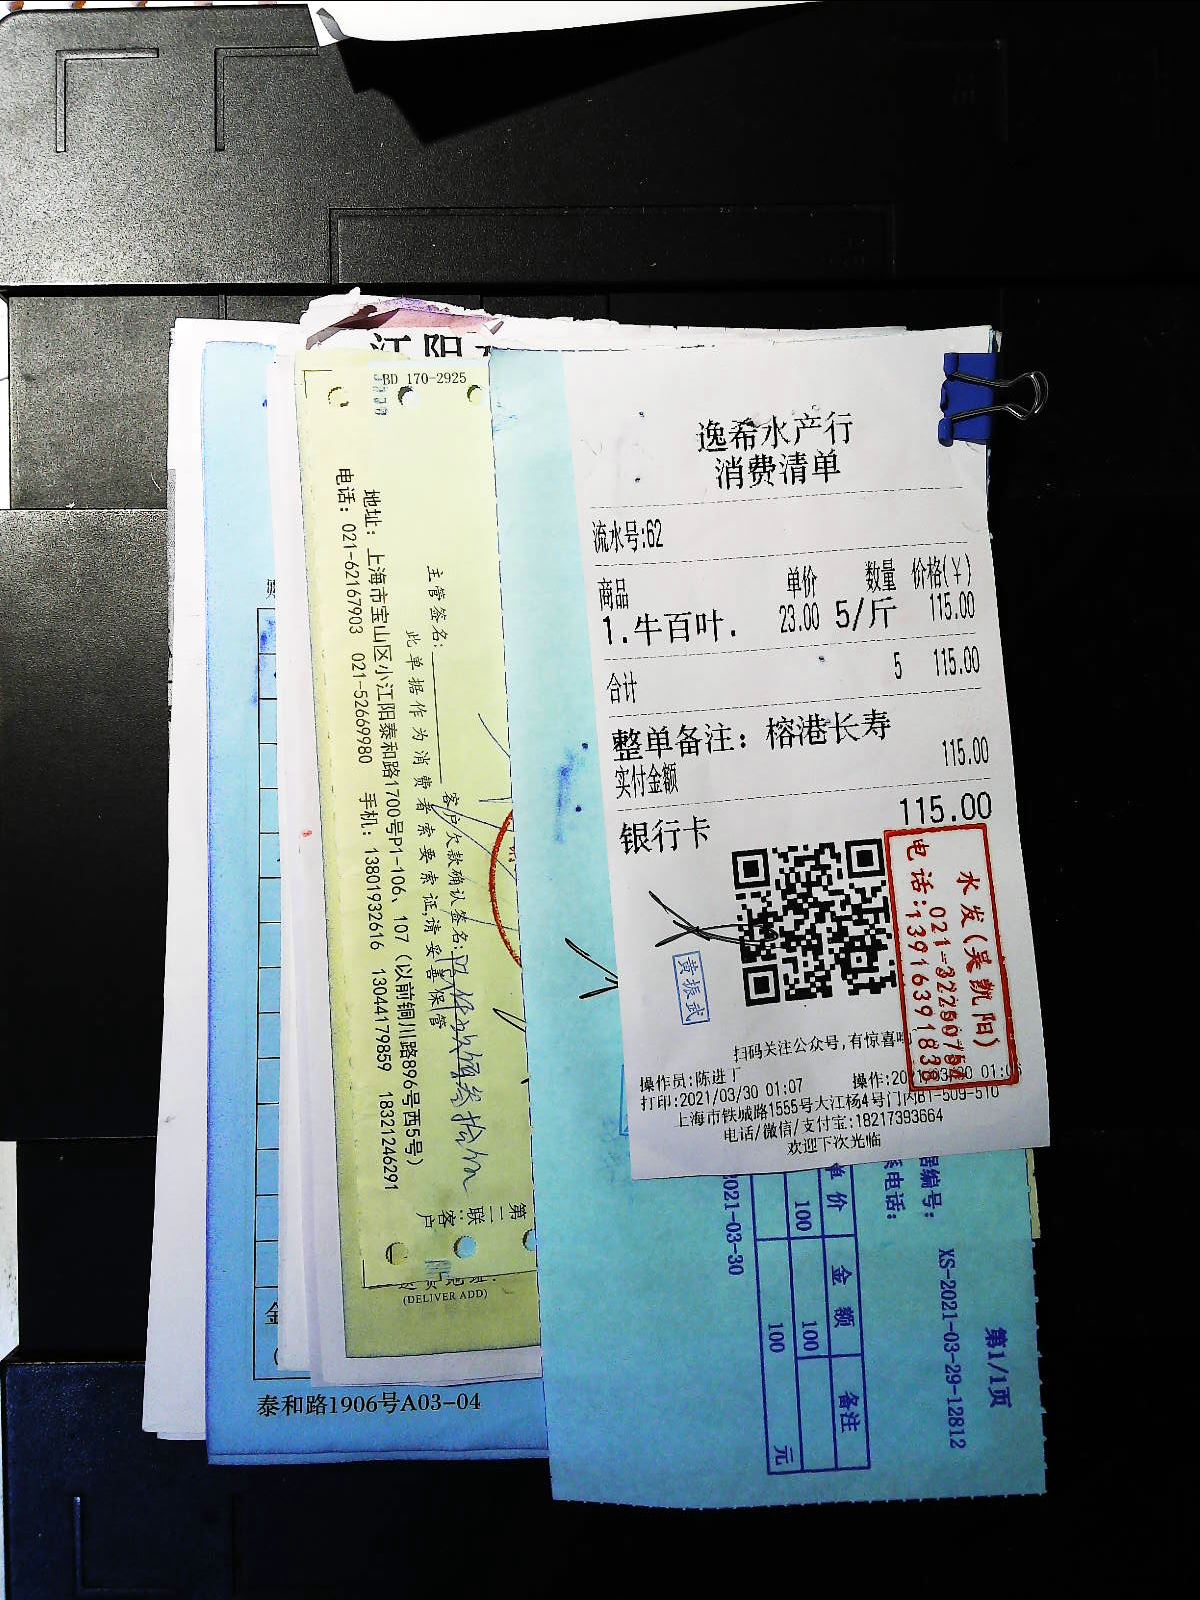 逸希水产行
消费清单
流水号:62
商品 单价 数量 价格(￥)
1.牛百叶. 23.00 5/斤 115.00
合计 5 115.00
整单备注：榕港长寿
实付金额 115.00
银行卡 115.00
水发(吴凯阳)
电话:13916391838
黄振武
扫码关注公众号,有惊喜
操作员:陈进
打印:2021/03/30 01:07
上海市铁城路1555号大江杨4号门内B1-509-510
电话/微信/支付宝:18217393664
欢迎下次光临
江阳
BD 170-2925
主管签名:
客户欠款确认签名:
此单据作为消费者索要索证,请妥善保管
地址：上海市宝山区小江阳泰和路1700号P1-106、107（以前铜川路896号西5号）
电话：021-62167903 021-52669980 手机：13801932616 13044179859 18321246291
第二联:客户
(DELIVER ADD)
泰和路1906号A03-04
第1/1页
编号： XS-2021-03-29-12812
电话：
单价 金额 备注
100 100
100 元
2021-03-30
金